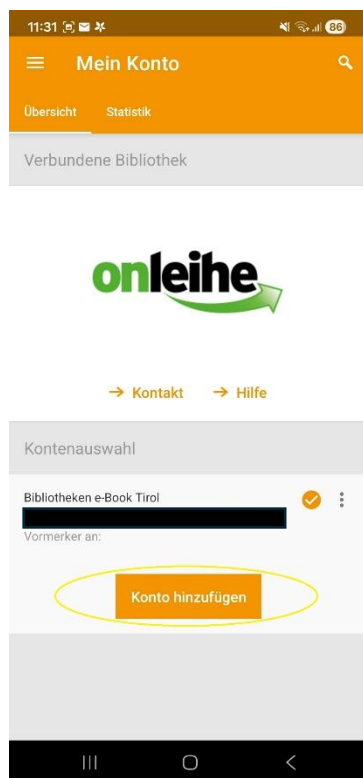 11:31 86
Mein Konto
Übersicht Statistik
Verbundene Bibliothek
onleihe
→ Kontakt → Hilfe
Kontenauswahl
Bibliotheken e-Book Tirol
Vormerker an:
Konto hinzufügen